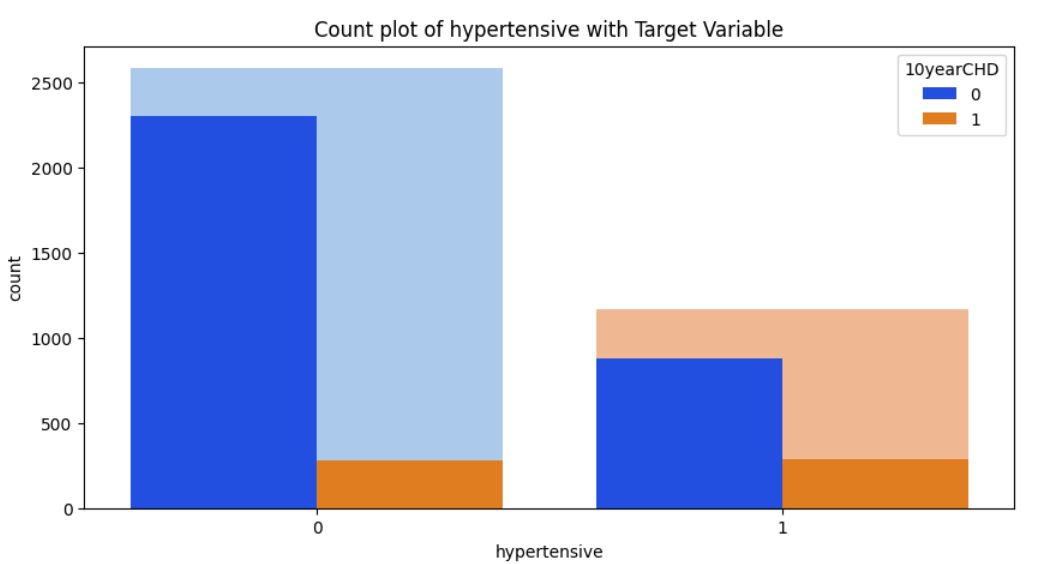 Count plot of hypertensive with Target Variable
10yearCHD
0
1
2500
2000
1500
1000
500
0
count
0
1
hypertensive